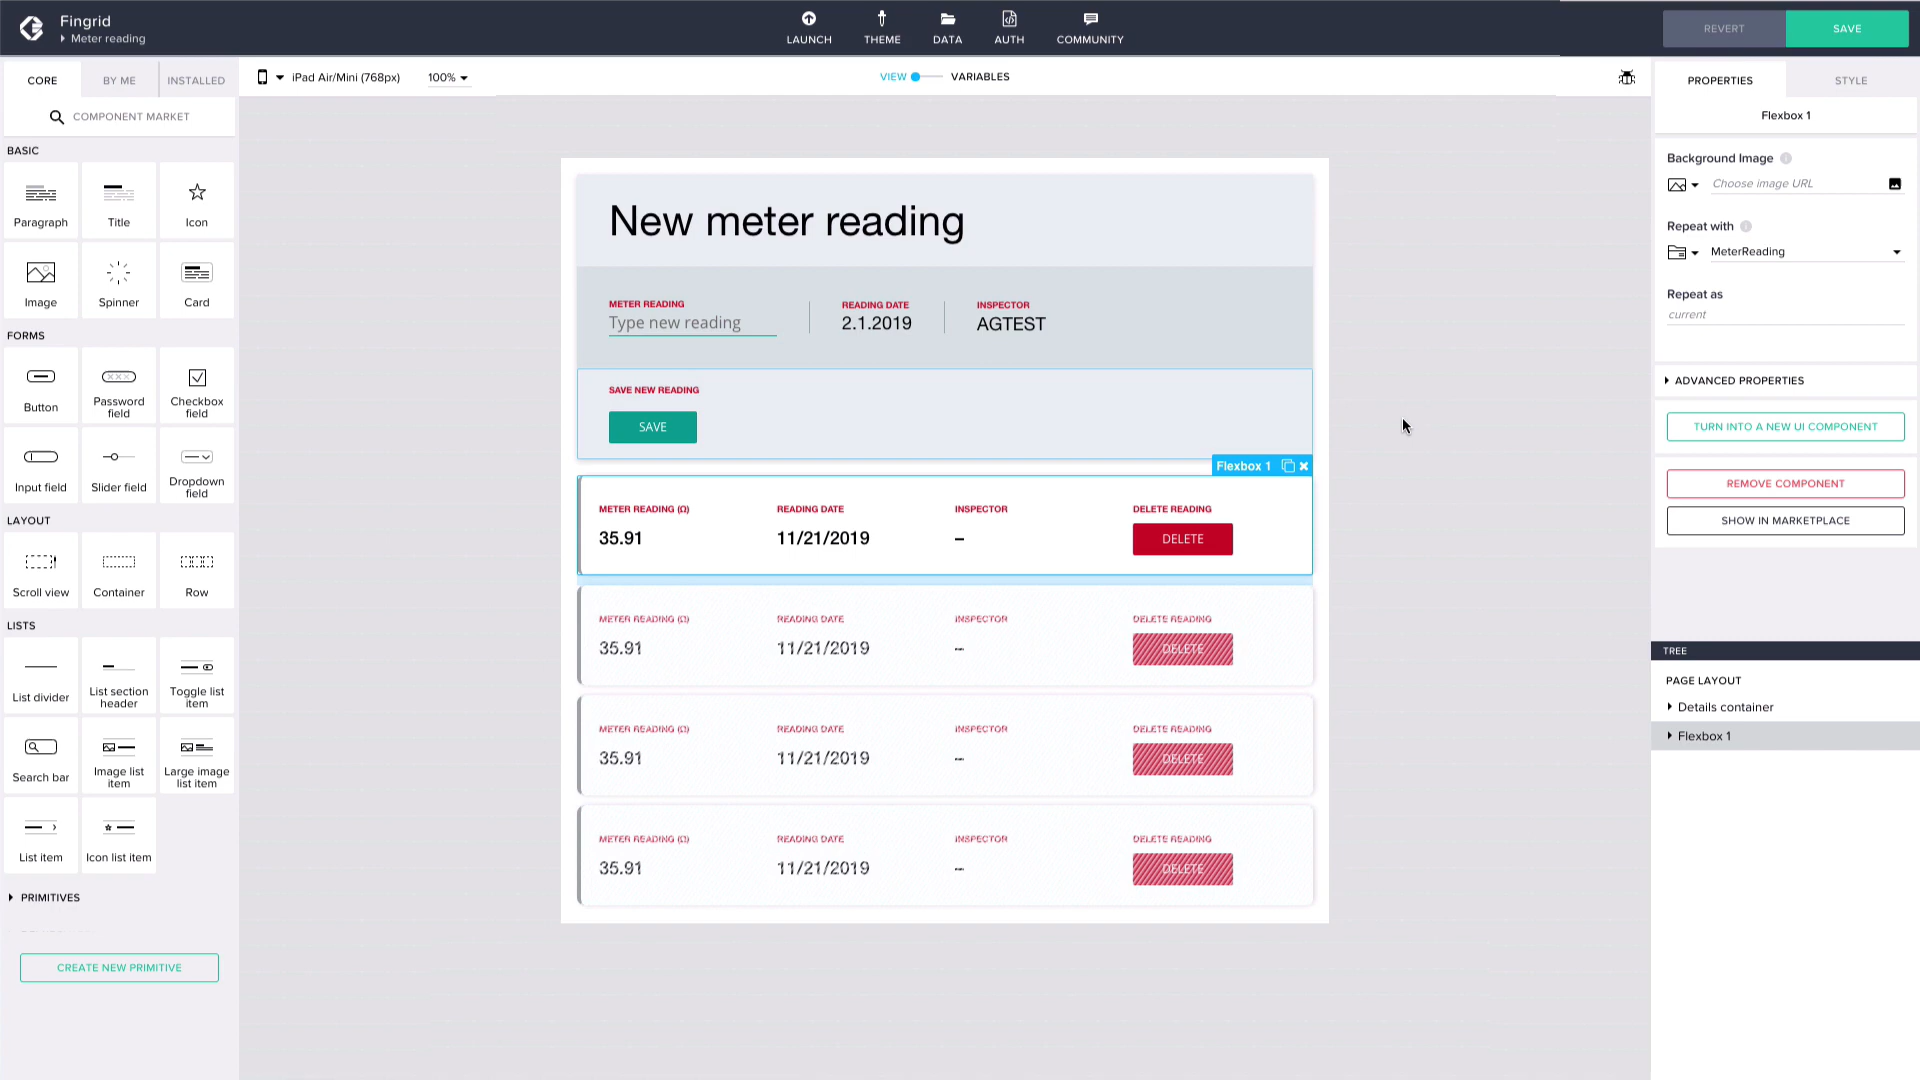 Fingrid
Meter reading
LAUNCH
THEME
DATA
AUTH
COMMUNITY
REVERT
SAVE
CORE
BY ME
INSTALLED
iPad Air/Mini (768px)
100%
VIEW
VARIABLES
PROPERTIES
STYLE
COMPONENT MARKET
Flexbox 1
BASIC
Paragraph
Title
Icon
Image
Spinner
Card
FORMS
Button
Password
field
Checkbox
field
Input field
Slider field
Dropdown
field
LAYOUT
Scroll view
Container
Row
LISTS
List divider
List section
header
Toggle list
item
Search bar
Image list
item
Large image
list item
List item
Icon list item
PRIMITIVES
CREATE NEW PRIMITIVE
New meter reading
METER READING
Type new reading
READING DATE
2.1.2019
INSPECTOR
AGTEST
SAVE NEW READING
SAVE
Flexbox 1
METER READING (Ω)
READING DATE
INSPECTOR
DELETE READING
35.91
11/21/2019
–
DELETE
METER READING (Ω)
READING DATE
INSPECTOR
DELETE READING
35.91
11/21/2019
–
DELETE
METER READING (Ω)
READING DATE
INSPECTOR
DELETE READING
35.91
11/21/2019
–
DELETE
METER READING (Ω)
READING DATE
INSPECTOR
DELETE READING
35.91
11/21/2019
–
DELETE
Background Image
Choose image URL
Repeat with
MeterReading
Repeat as
current
ADVANCED PROPERTIES
TURN INTO A NEW UI COMPONENT
REMOVE COMPONENT
SHOW IN MARKETPLACE
TREE
PAGE LAYOUT
Details container
Flexbox 1